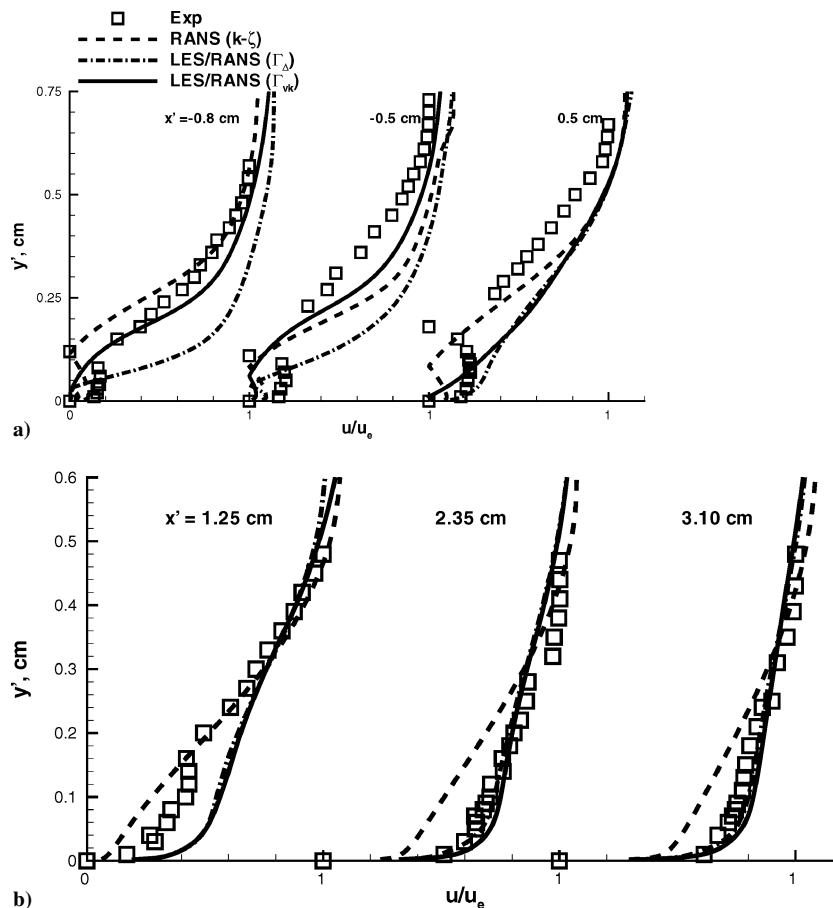 Exp
RANS (k-ζ)
LES/RANS (Γ_Δ)
LES/RANS (Γ_vk)
0.75
x' =-0.8 cm
-0.5 cm
0.5 cm
0.5
y', cm
0.25
0
0
1
1
1
u/u_e
a)
0.6
x' = 1.25 cm
2.35 cm
3.10 cm
0.5
0.4
y', cm
0.3
0.2
0.1
0
0
1
1
1
u/u_e
b)